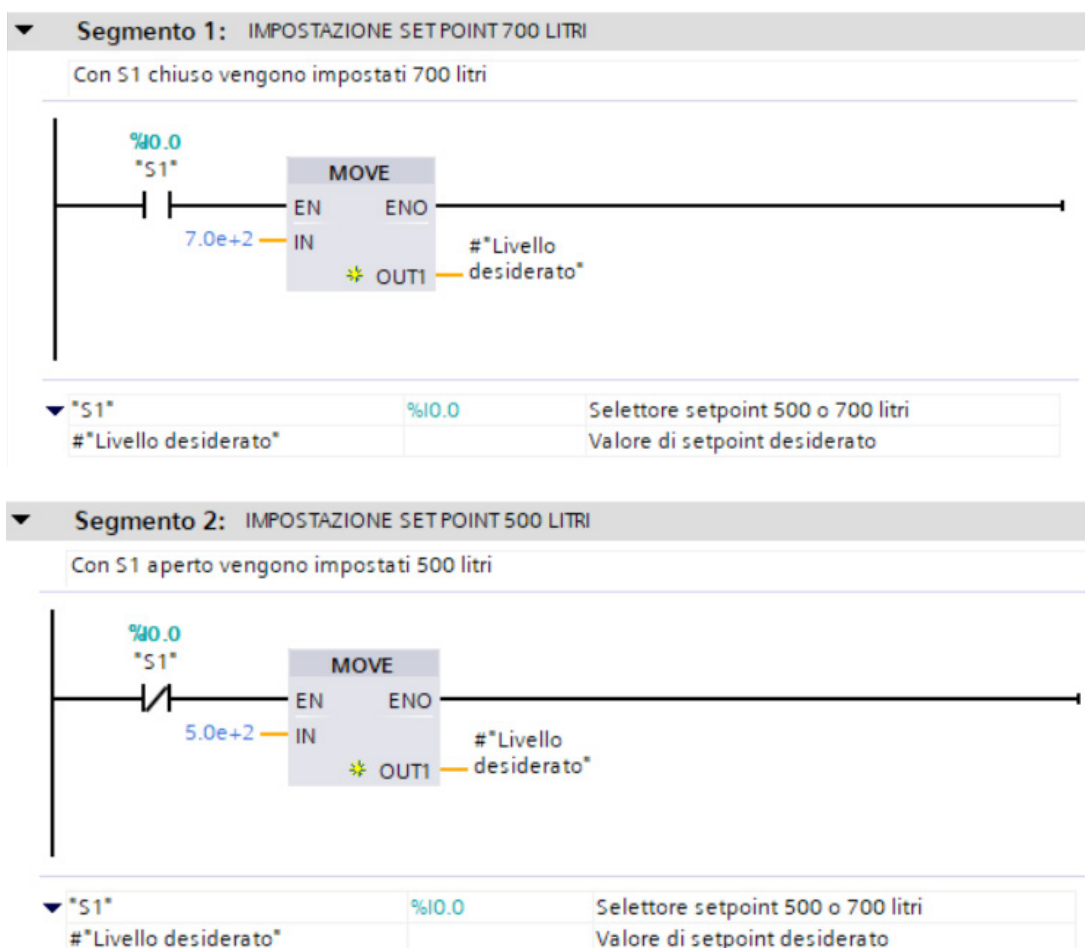 Segmento 1: IMPOSTAZIONE SET POINT 700 LITRI
Con S1 chiuso vengono impostati 700 litri
%I0.0
"S1"
MOVE
EN ENO
7.0e+2 IN
#"Livello
desiderato"
OUT1
"S1" %I0.0 Selettore setpoint 500 o 700 litri
#"Livello desiderato" Valore di setpoint desiderato
Segmento 2: IMPOSTAZIONE SET POINT 500 LITRI
Con S1 aperto vengono impostati 500 litri
%I0.0
"S1"
MOVE
EN ENO
5.0e+2 IN
#"Livello
desiderato"
OUT1
"S1" %I0.0 Selettore setpoint 500 o 700 litri
#"Livello desiderato" Valore di setpoint desiderato